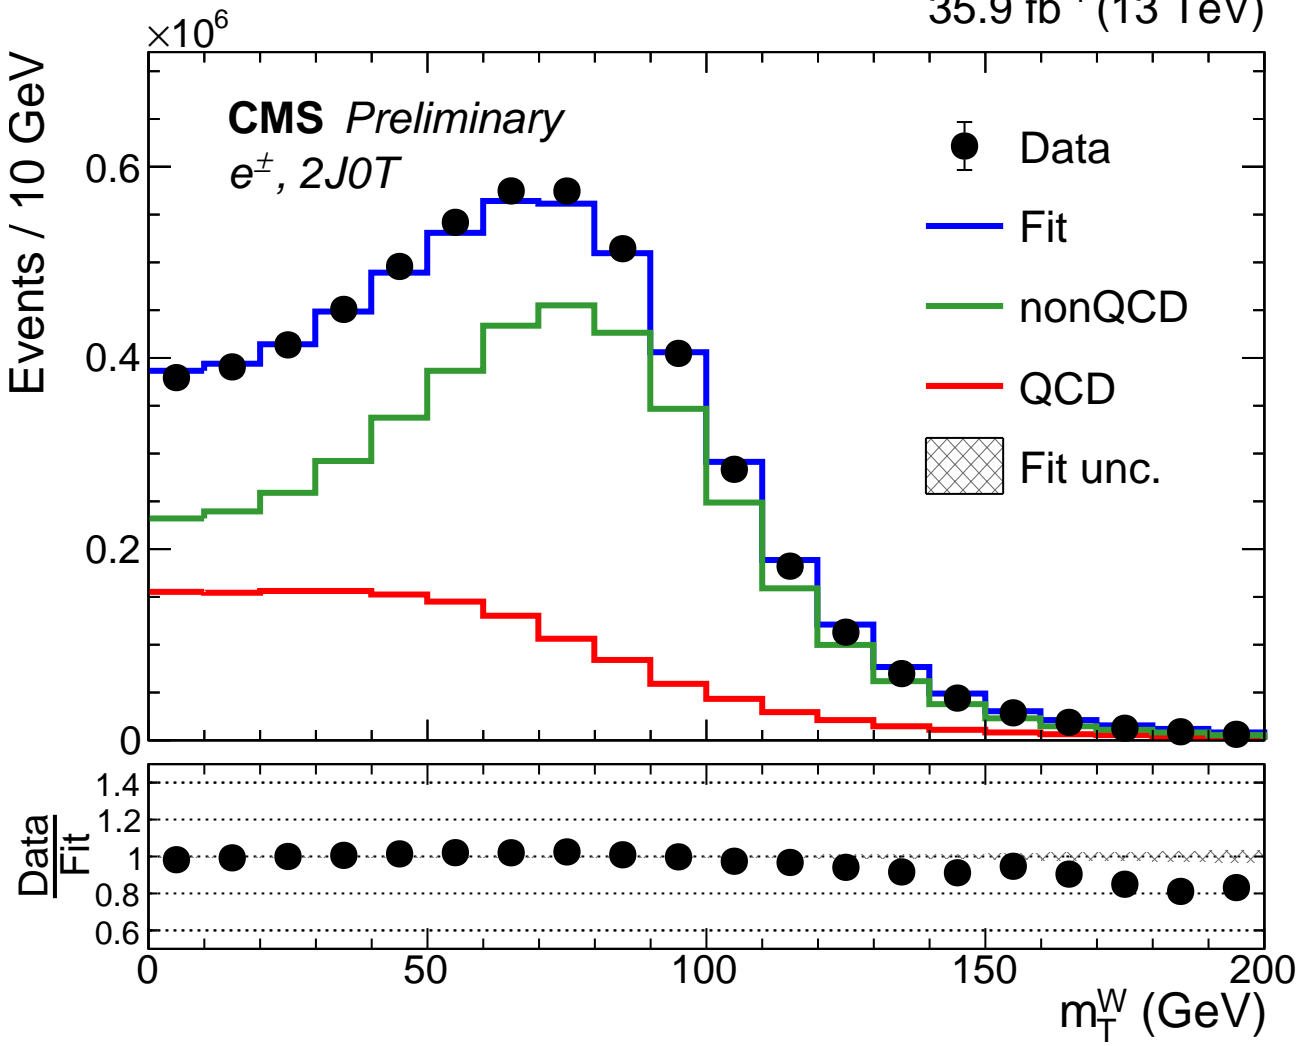 35.9 fb (13 TeV)
×10⁶
Events / 10 GeV
CMS Preliminary
e±, 2J0T
Data
Fit
nonQCD
QCD
Fit unc.
0.6
0.4
0.2
0
Data
Fit
1.4
1.2
1
0.8
0.6
0 50 100 150 200
m_T^W (GeV)